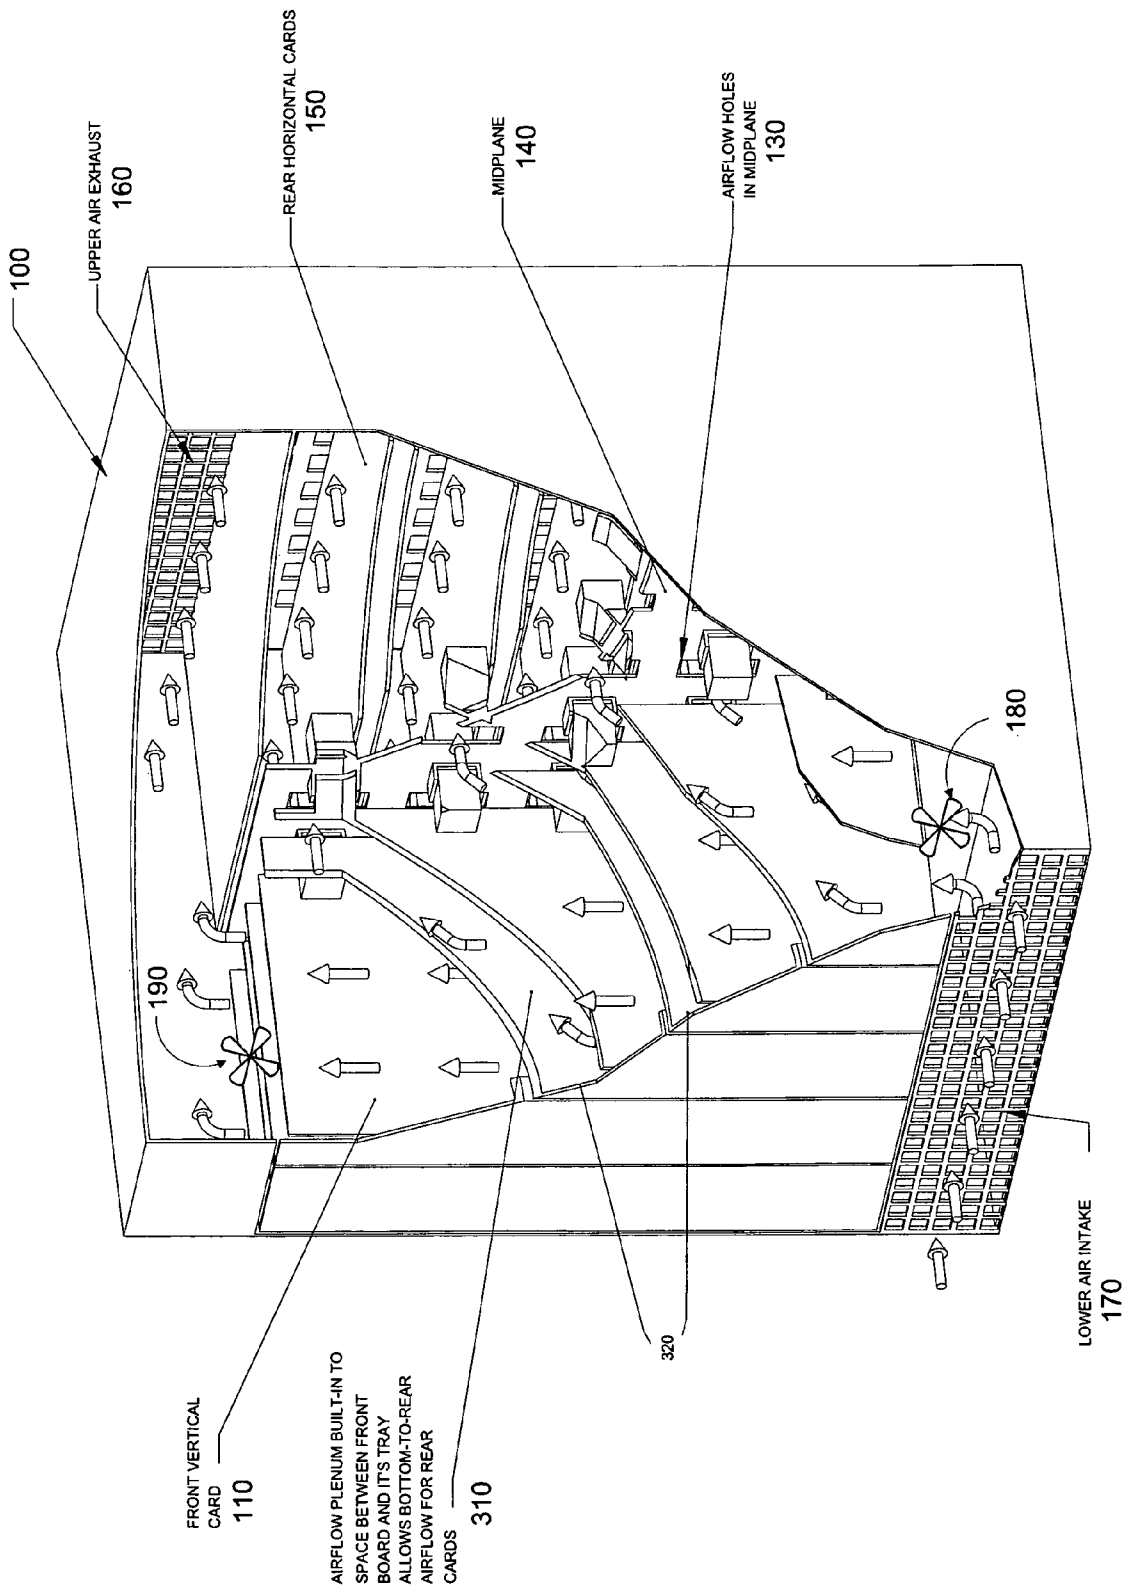 100
UPPER AIR EXHAUST
160
REAR HORIZONTAL CARDS
150
MIDPLANE
140
AIRFLOW HOLES
IN MIDPLANE
130
190
180
FRONT VERTICAL
CARD
110
AIRFLOW PLENUM BUILT-IN TO
SPACE BETWEEN FRONT
BOARD AND IT'S TRAY
ALLOWS BOTTOM-TO-REAR
AIRFLOW FOR REAR
CARDS
310
320
LOWER AIR INTAKE
170